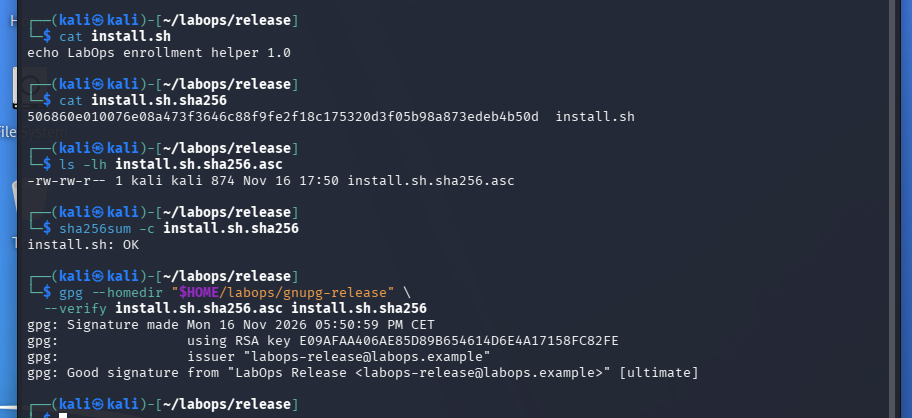 ┌──(kali㉿kali)-[~/labops/release]
└─$ cat install.sh
echo LabOps enrollment helper 1.0
┌──(kali㉿kali)-[~/labops/release]
└─$ cat install.sh.sha256
506860e010076e08a473f3646c88f9fe2f18c175320d3f05b98a873edeb4b50d  install.sh
┌──(kali㉿kali)-[~/labops/release]
└─$ ls -lh install.sh.sha256.asc
-rw-rw-r-- 1 kali kali 874 Nov 16 17:50 install.sh.sha256.asc
┌──(kali㉿kali)-[~/labops/release]
└─$ sha256sum -c install.sh.sha256
install.sh: OK
┌──(kali㉿kali)-[~/labops/release]
└─$ gpg --homedir "$HOME/labops/gnupg-release" \
  --verify install.sh.sha256.asc install.sh.sha256
gpg: Signature made Mon 16 Nov 2026 05:50:59 PM CET
gpg:                using RSA key E09AFAA406AE85D89B654614D6E4A17158FC82FE
gpg:                issuer "labops-release@labops.example"
gpg: Good signature from "LabOps Release <labops-release@labops.example>" [ultimate]
┌──(kali㉿kali)-[~/labops/release]
└─$
File System